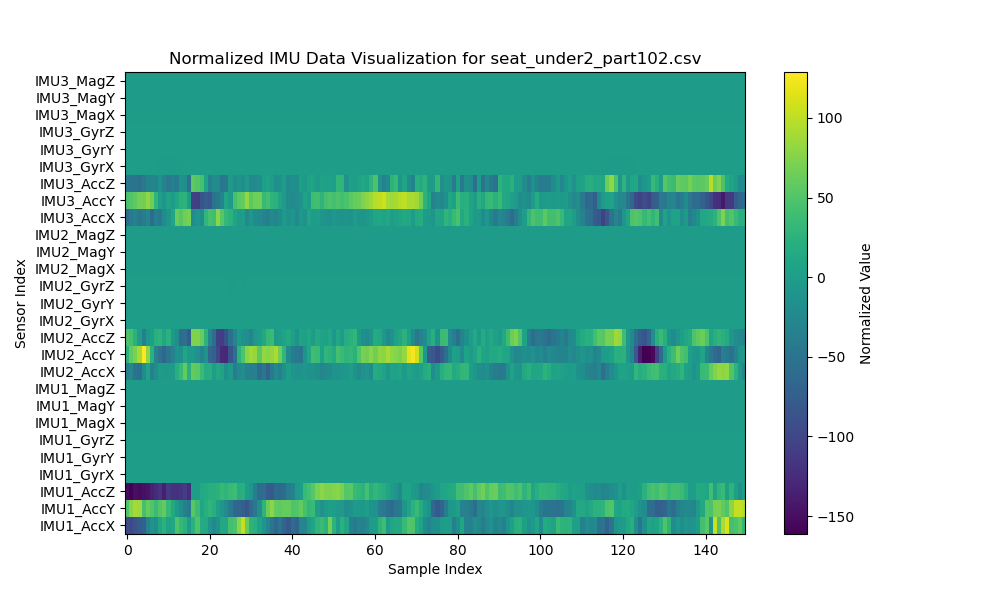 Normalized IMU Data Visualization for seat_under2_part102.csv
IMU3_MagZ
IMU3_MagY
IMU3_MagX
IMU3_GyrZ
IMU3_GyrY
IMU3_GyrX
IMU3_AccZ
IMU3_AccY
IMU3_AccX
IMU2_MagZ
IMU2_MagY
IMU2_MagX
IMU2_GyrZ
IMU2_GyrY
IMU2_GyrX
IMU2_AccZ
IMU2_AccY
IMU2_AccX
IMU1_MagZ
IMU1_MagY
IMU1_MagX
IMU1_GyrZ
IMU1_GyrY
IMU1_GyrX
IMU1_AccZ
IMU1_AccY
IMU1_AccX
Sensor Index
0 20 40 60 80 100 120 140
Sample Index
100
50
0
−50
−100
−150
Normalized Value